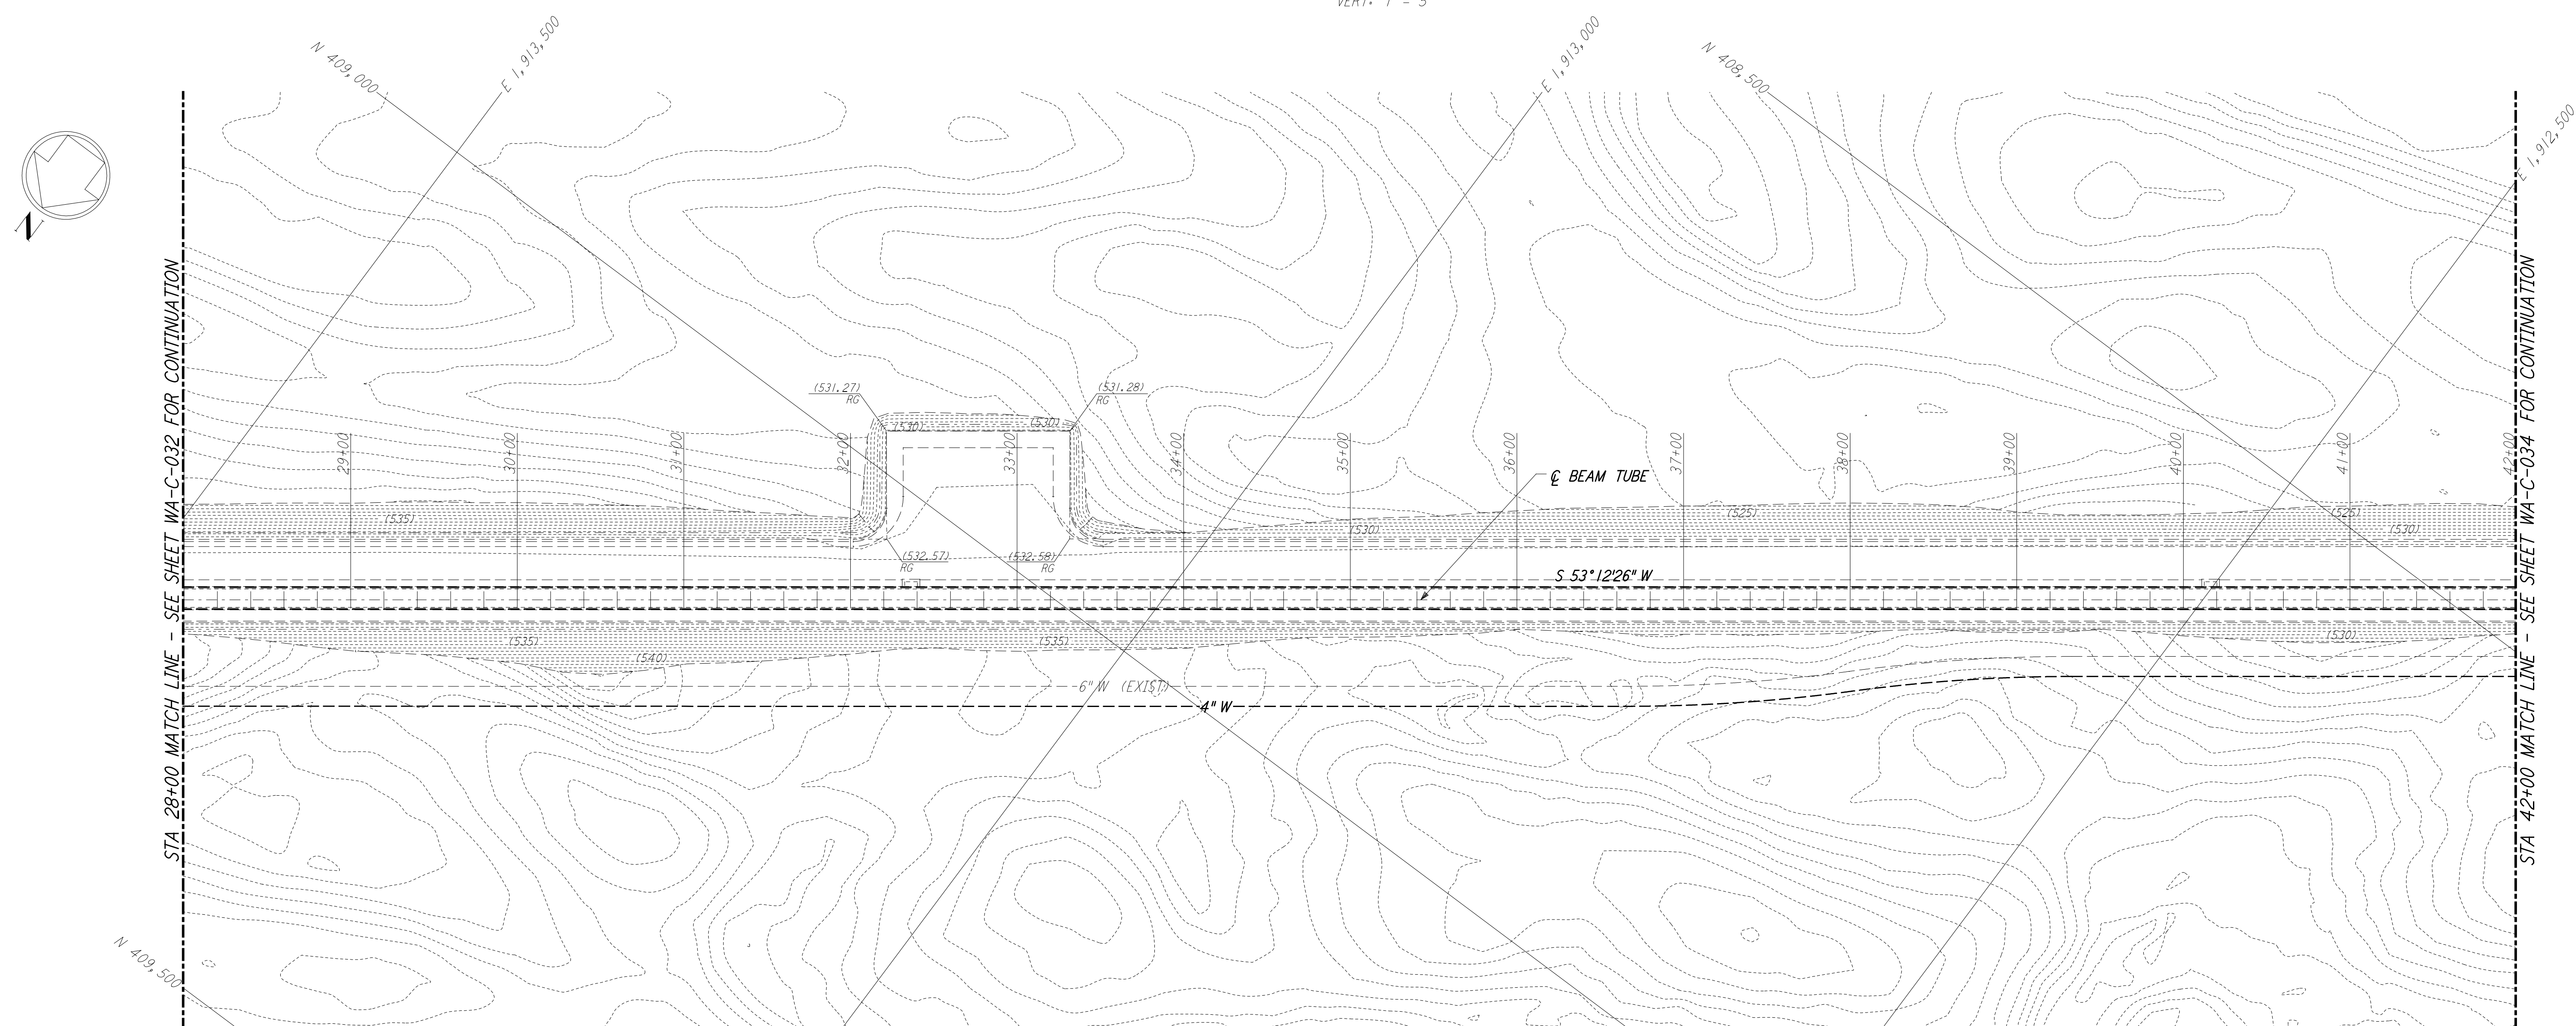 VERT. 1" = 5'
N 409,000
E 1,913,500
E 1,913,000
N 408,500
E 1,912,500
N
STA 28+00 MATCH LINE - SEE SHEET WA-C-032 FOR CONTINUATION
STA 42+00 MATCH LINE - SEE SHEET WA-C-034 FOR CONTINUATION
(531.27)
RG
(531.28)
RG
(530)
(530)
29+00
30+00
31+00
32+00
33+00
34+00
35+00
36+00
37+00
38+00
39+00
40+00
41+00
42+00
℄ BEAM TUBE
(535)
(530)
(525)
(525)
(530)
(532.57)
RG
(532.58)
RG
S 53°12'26" W
(535)
(540)
(535)
(530)
6" W (EXIST)
4" W
N 409,500